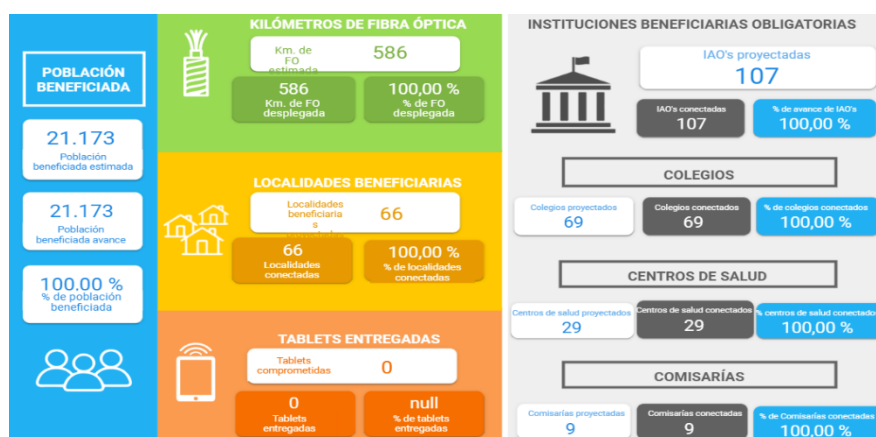 POBLACIÓN
BENEFICIADA
21.173
Población
beneficiada estimada
21.173
Población
beneficiada avance
100.00 %
% de población
beneficiada
KILÓMETROS DE FIBRA ÓPTICA
Km. de
FO
estimada
586
586
Km. de FO
desplegada
100,00 %
% de FO
desplegada
LOCALIDADES BENEFICIARIAS
Localidades
beneficiaria
s
66
66
Localidades
conectadas
100,00 %
% de localidades
conectadas
TABLETS ENTREGADAS
Tablets
comprometidas
0
0
Tablets
entregadas
null
% de tablets
entregadas
INSTITUCIONES BENEFICIARIAS OBLIGATORIAS
IAO's proyectadas
107
IAO's conectadas
107
% de avance de IAO's
100,00 %
COLEGIOS
Colegios proyectados
69
Colegios conectados
69
% de colegios conectados
100,00 %
CENTROS DE SALUD
Centros de salud proyectados
29
Centros de salud conectados
29
% centros de salud conectado
100,00 %
COMISARÍAS
Comisarías proyectadas
9
Comisarías conectadas
9
% de Comisarías conectadas
100,00 %